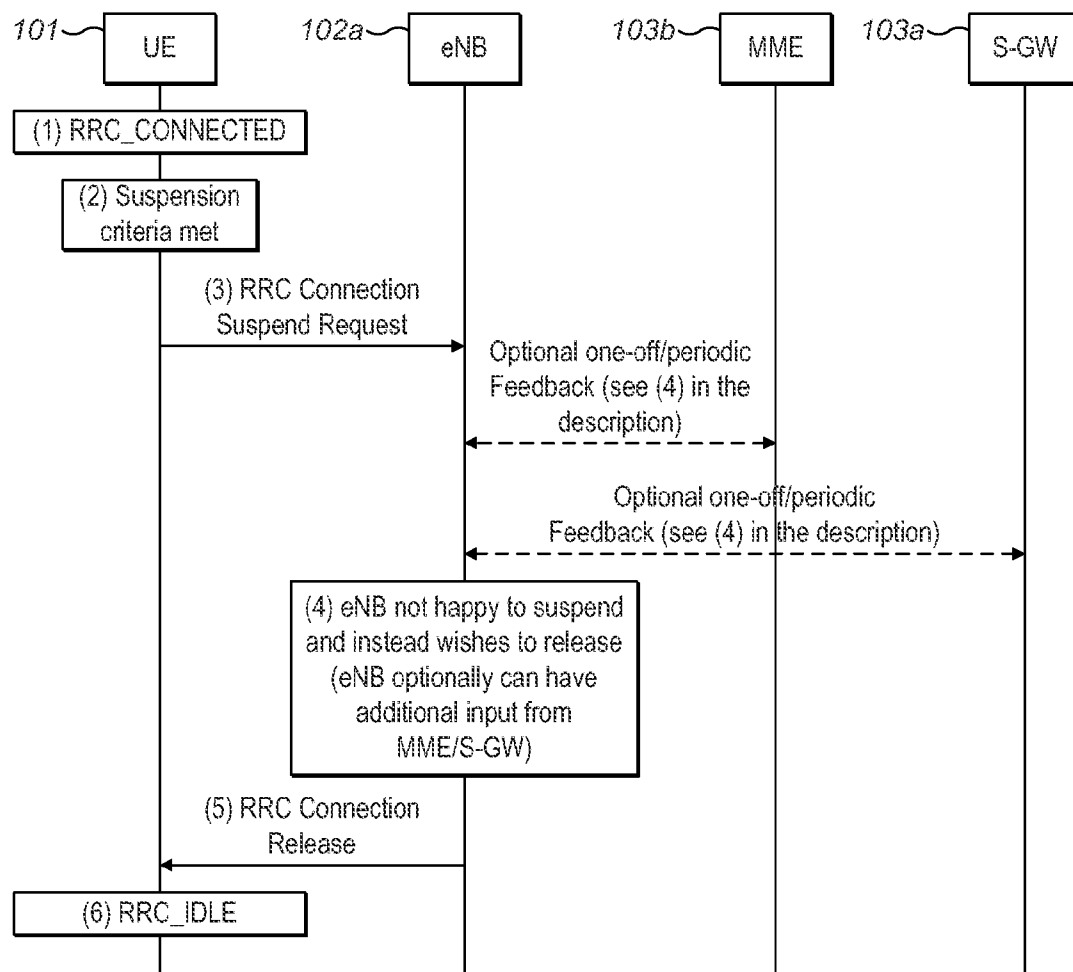 101
UE
102a
eNB
103b
MME
103a
S-GW
(1) RRC_CONNECTED
(2) Suspension
criteria met
(3) RRC Connection
Suspend Request
Optional one-off/periodic
Feedback (see (4) in the
description)
Optional one-off/periodic
Feedback (see (4) in the description)
(4) eNB not happy to suspend
and instead wishes to release
(eNB optionally can have
additional input from
MME/S-GW)
(5) RRC Connection
Release
(6) RRC_IDLE